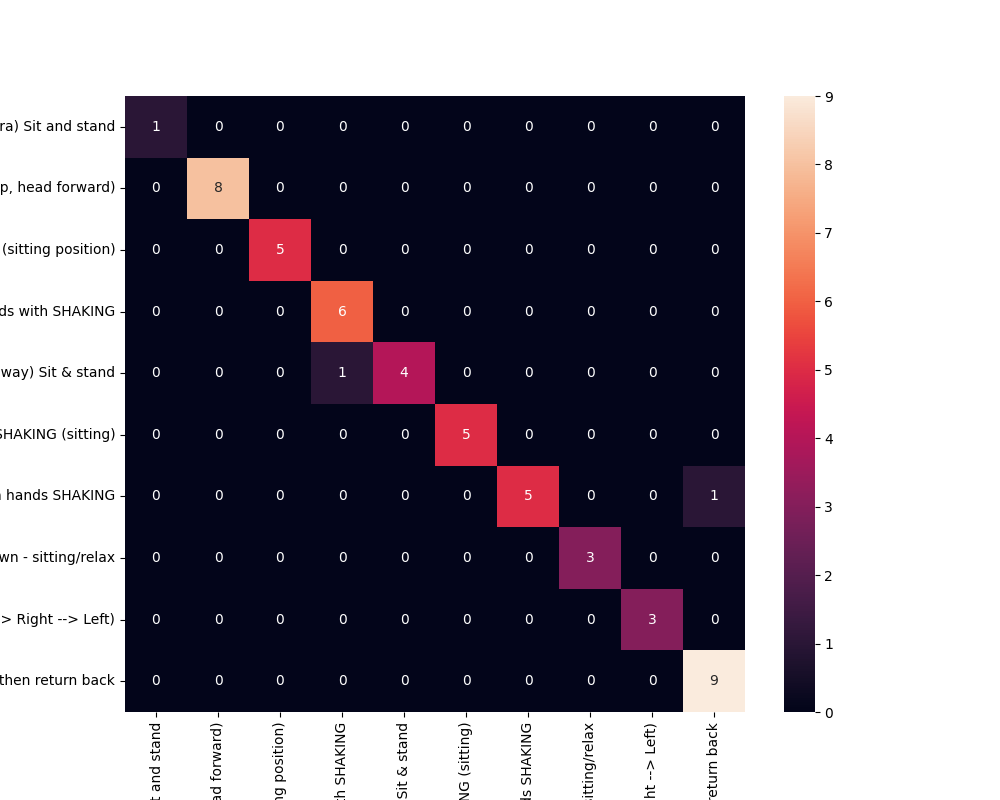 ra) Sit and stand
1 0 0 0 0 0 0 0 0 0
p, head forward)
0 8 0 0 0 0 0 0 0 0
(sitting position)
0 0 5 0 0 0 0 0 0 0
ds with SHAKING
0 0 0 6 0 0 0 0 0 0
way) Sit & stand
0 0 0 1 4 0 0 0 0 0
SHAKING (sitting)
0 0 0 0 0 5 0 0 0 0
hands SHAKING
0 0 0 0 0 0 5 0 0 1
wn - sitting/relax
0 0 0 0 0 0 0 3 0 0
> Right --> Left)
0 0 0 0 0 0 0 0 3 0
then return back
0 0 0 0 0 0 0 0 0 9
t and stand
ad forward)
ng position)
th SHAKING
Sit & stand
NG (sitting)
ds SHAKING
sitting/relax
ht --> Left)
return back
9
8
7
6
5
4
3
2
1
0